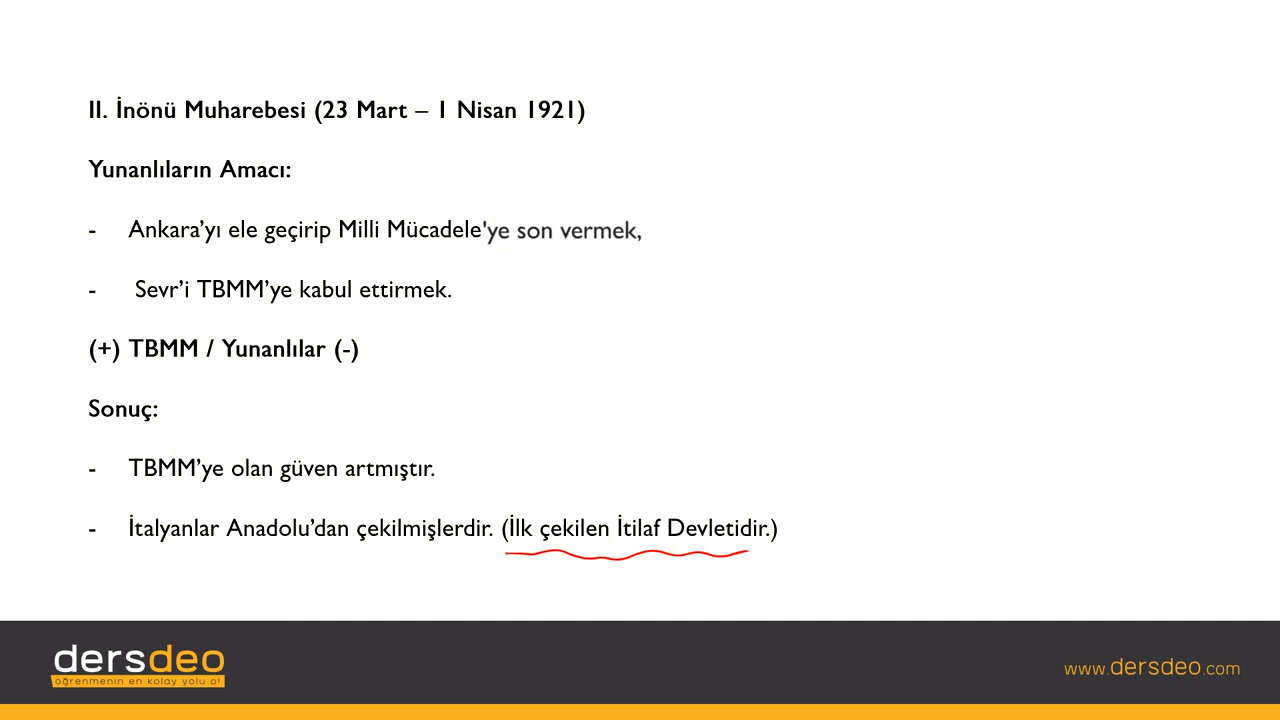 II. İnönü Muharebesi (23 Mart – 1 Nisan 1921)
Yunanlıların Amacı:
- Ankara’yı ele geçirip Milli Mücadele'ye son vermek,
- Sevr’i TBMM’ye kabul ettirmek.
(+) TBMM / Yunanlılar (-)
Sonuç:
- TBMM’ye olan güven artmıştır.
- İtalyanlar Anadolu’dan çekilmişlerdir. (İlk çekilen İtilaf Devletidir.)
dersdeo
öğrenmenin en kolay yolu o!
www.dersdeo.com